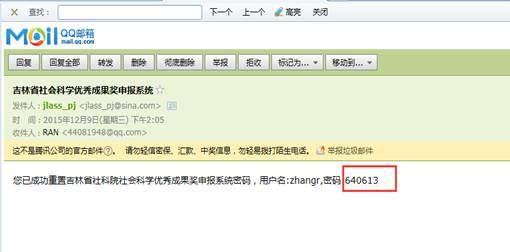 查找：
下一个 上一个 高亮 关闭
Mail QQ邮箱
mail.qq.com
回复 回复全部 转发 删除 彻底删除 举报 拒收 标记为... 移动到...
吉林省社会科学优秀成果奖申报系统
发件人：jlass_pj <jlass_pj@sina.com>
时 间：2015年12月9日(星期三) 下午2:05
收件人：RAN <44081948@qq.com>
这不是腾讯公司的官方邮件。 请勿轻信密保、汇款、中奖信息，勿轻易拨打陌生电话。 举报垃圾邮件
您已成功重置吉林省社科院社会科学优秀成果奖申报系统密码，用户名:zhangr,密码:640613